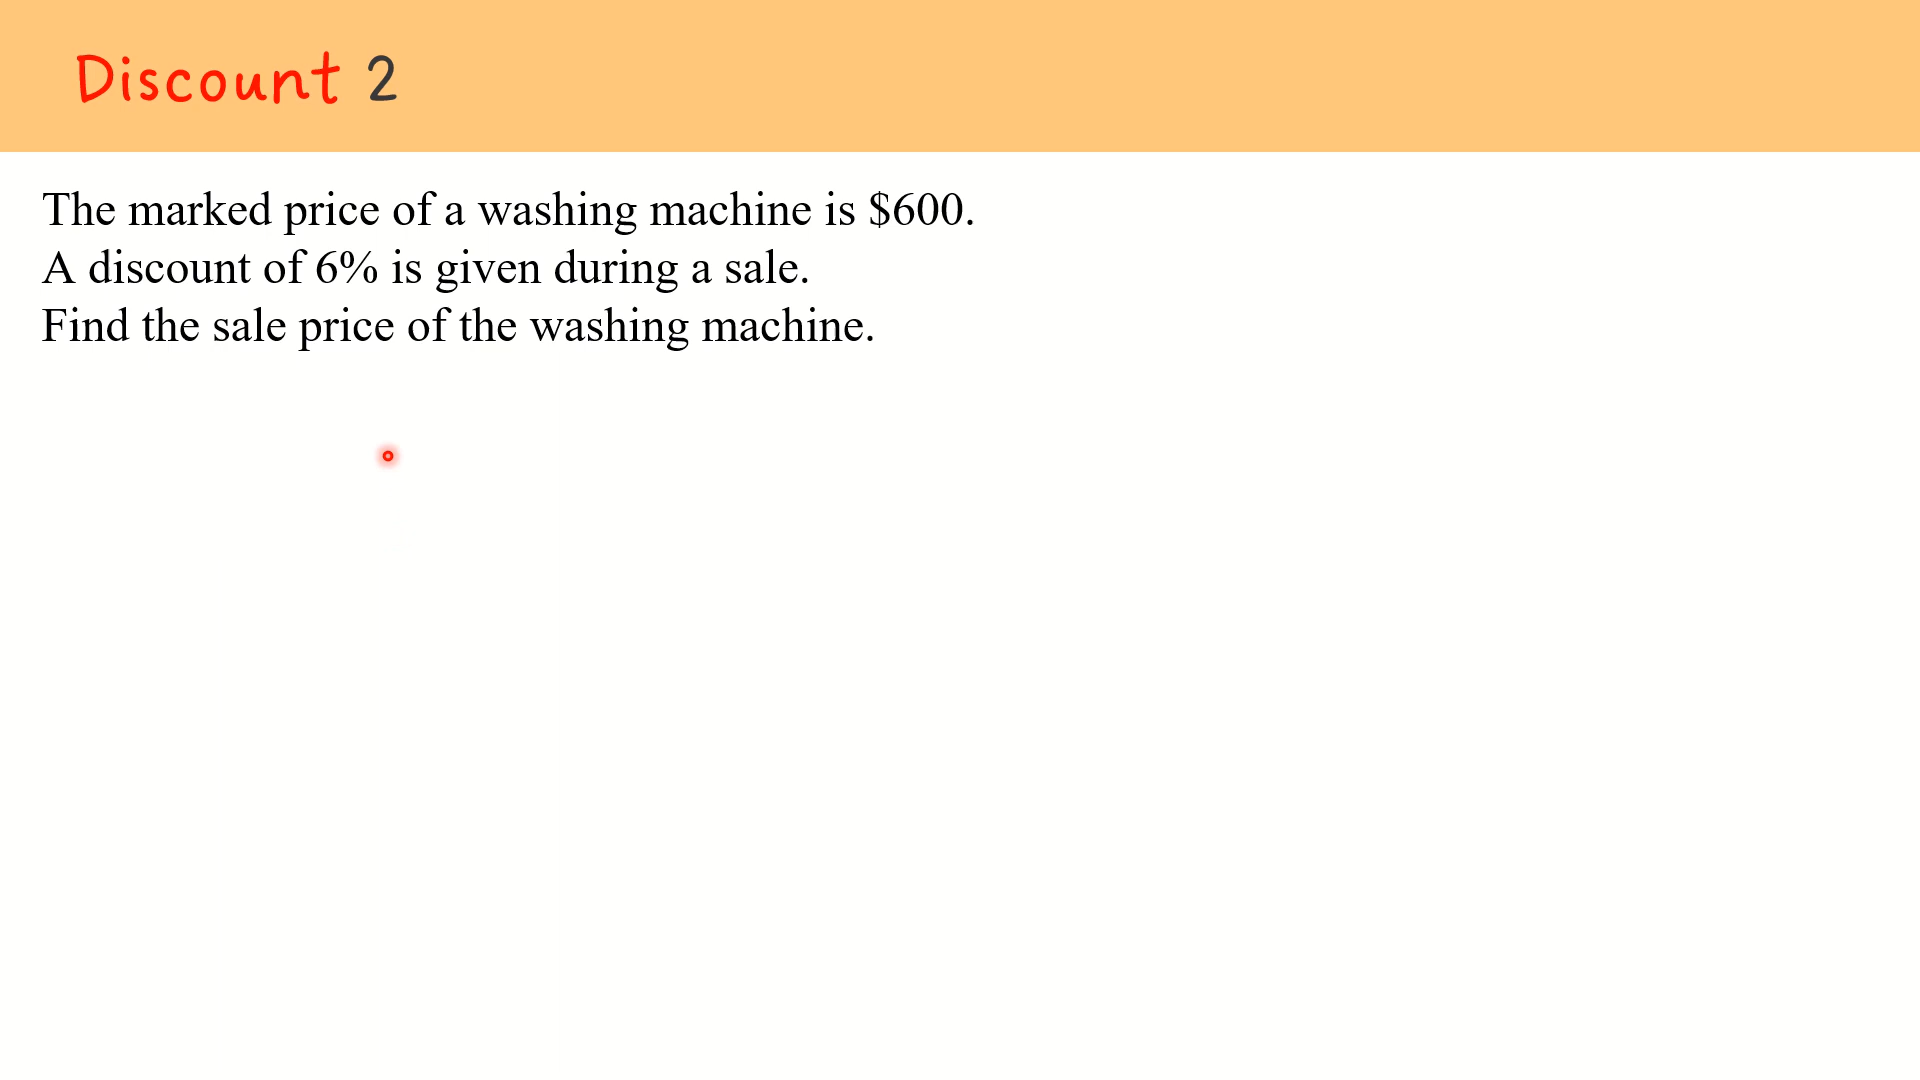 Discount 2
The marked price of a washing machine is $600.
A discount of 6% is given during a sale.
Find the sale price of the washing machine.